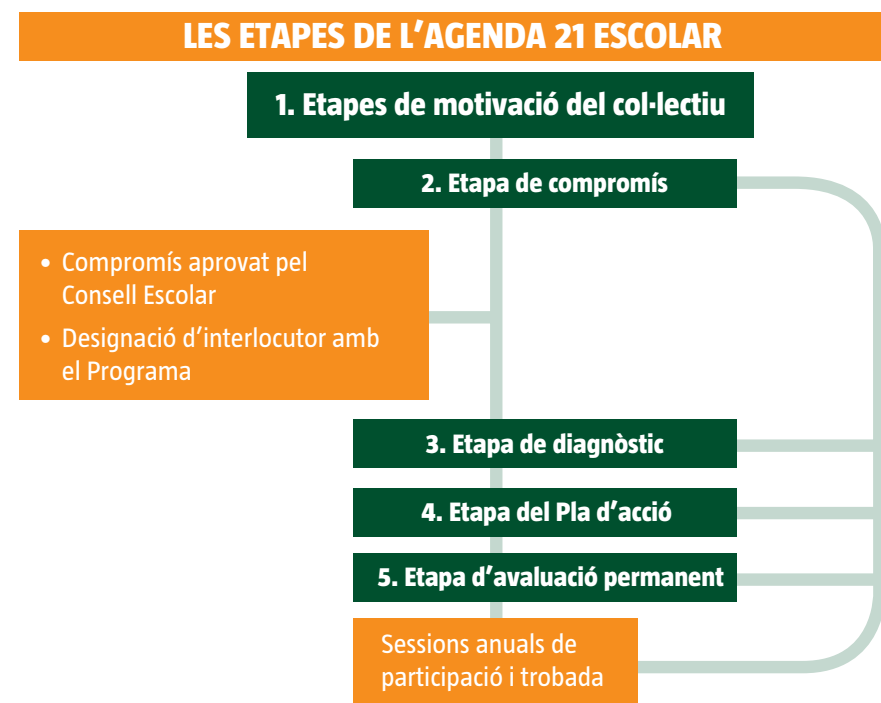 LES ETAPES DE L’AGENDA 21 ESCOLAR
1. Etapes de motivació del col·lectiu
2. Etapa de compromís
• Compromís aprovat pel
Consell Escolar
• Designació d’interlocutor amb
el Programa
3. Etapa de diagnòstic
4. Etapa del Pla d’acció
5. Etapa d’avaluació permanent
Sessions anuals de
participació i trobada